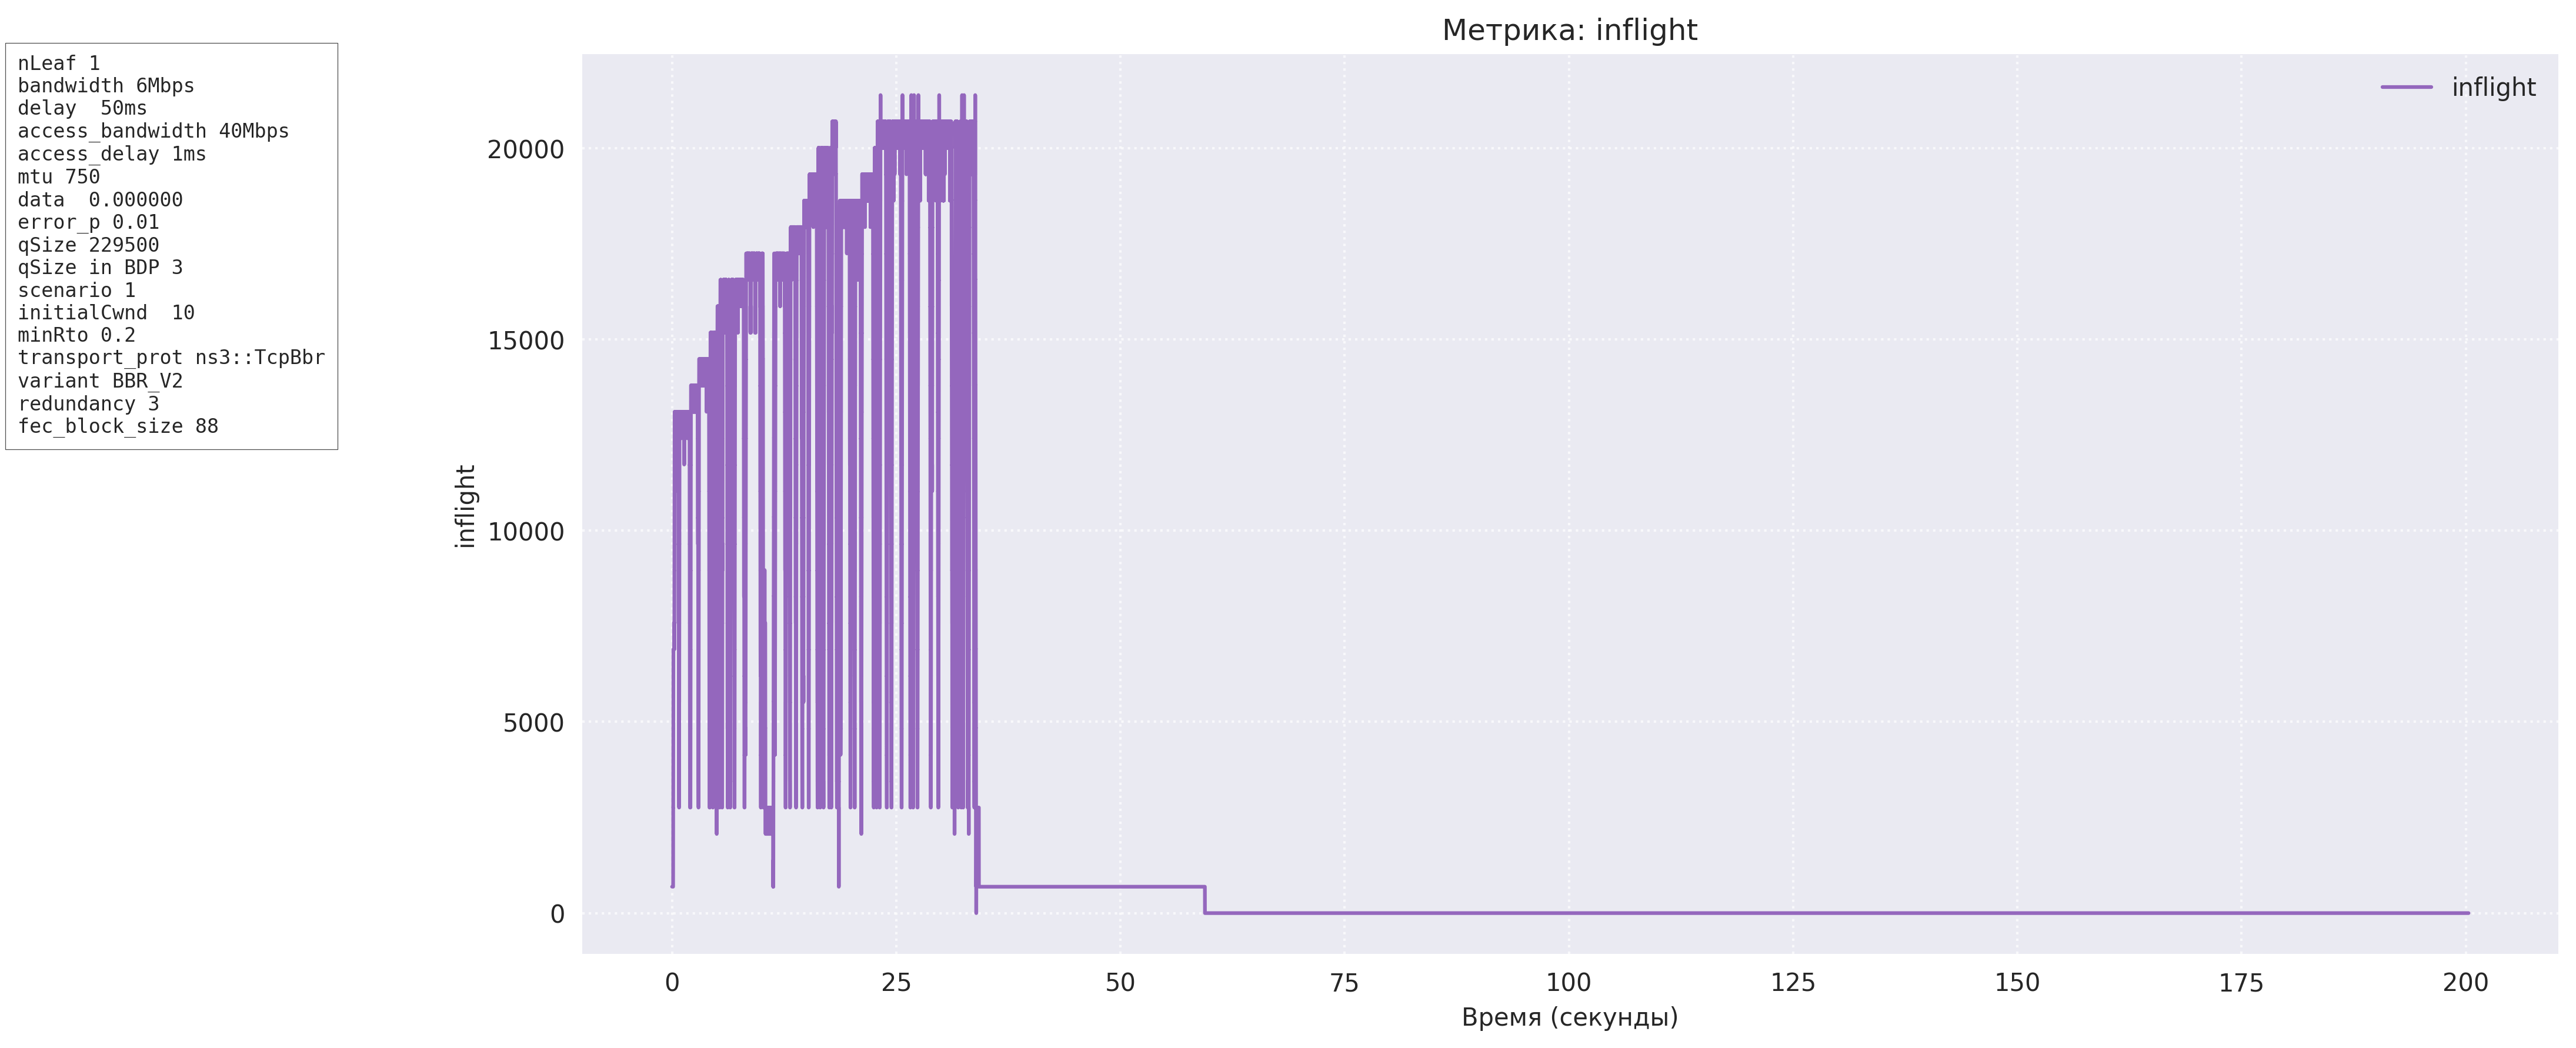 Метрика: inflight
nLeaf 1
bandwidth 6Mbps
delay  50ms
access_bandwidth 40Mbps
access_delay 1ms
mtu 750
data  0.000000
error_p 0.01
qSize 229500
qSize in BDP 3
scenario 1
initialCwnd  10
minRto 0.2
transport_prot ns3::TcpBbr
variant BBR_V2
redundancy 3
fec_block_size 88
inflight
inflight
20000
15000
10000
5000
0
0 25 50 75 100 125 150 175 200
Время (секунды)